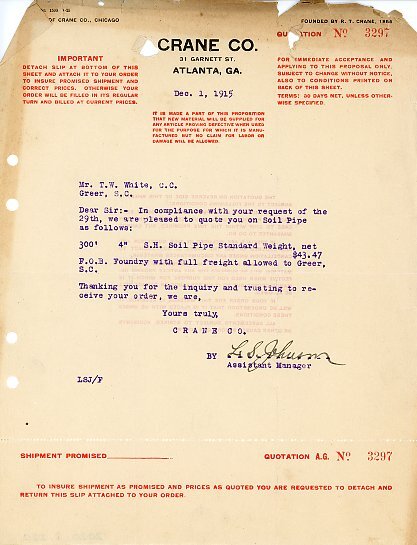 OF CRANE CO., CHICAGO
FOUNDED BY R. T. CRANE, 1855
QUOTATION No 3297
CRANE CO.
31 GARNETT ST.
ATLANTA, GA.
Dec. 1, 1915
IMPORTANT
DETACH SLIP AT BOTTOM OF THIS
SHEET AND ATTACH IT TO YOUR ORDER
TO INSURE PROMISED SHIPMENT AND
CORRECT PRICES. OTHERWISE YOUR
ORDER WILL BE FILLED IN ITS REGULAR
TURN AND BILLED AT CURRENT PRICES.
FOR IMMEDIATE ACCEPTANCE AND
APPLYING TO THIS PROPOSAL ONLY.
SUBJECT TO CHANGE WITHOUT NOTICE,
ALSO TO CONDITIONS PRINTED ON
BACK OF THIS SHEET.
TERMS: 30 DAYS NET, UNLESS OTHER-
WISE SPECIFIED.
IT IS MADE A PART OF THIS PROPOSITION
THAT NEW MATERIAL WILL BE SUPPLIED FOR
ANY ARTICLE PROVING DEFECTIVE WHEN USED
FOR THE PURPOSE FOR WHICH IT IS MANU-
FACTURED BUT NO CLAIM FOR LABOR OR
DAMAGE WILL BE ALLOWED.
Mr. T.W. White, C.C.
Greer, S.C.
Dear Sir:- In compliance with your request of the
29th, we are pleased to quote you on Soil Pipe
as follows:
300' 4" S.H. Soil Pipe Standard Weight, net
$43.47
F.O.B. Foundry with full freight allowed to Greer,
S.C.
Thanking you for the inquiry and trusting to re-
ceive your order, we are,
Yours truly,
CRANE CO.
BY L. S. Johnson
Assistant Manager
LSJ/F
SHIPMENT PROMISED
QUOTATION A.G. No 3297
TO INSURE SHIPMENT AS PROMISED AND PRICES AS QUOTED YOU ARE REQUESTED TO DETACH AND
RETURN THIS SLIP ATTACHED TO YOUR ORDER.